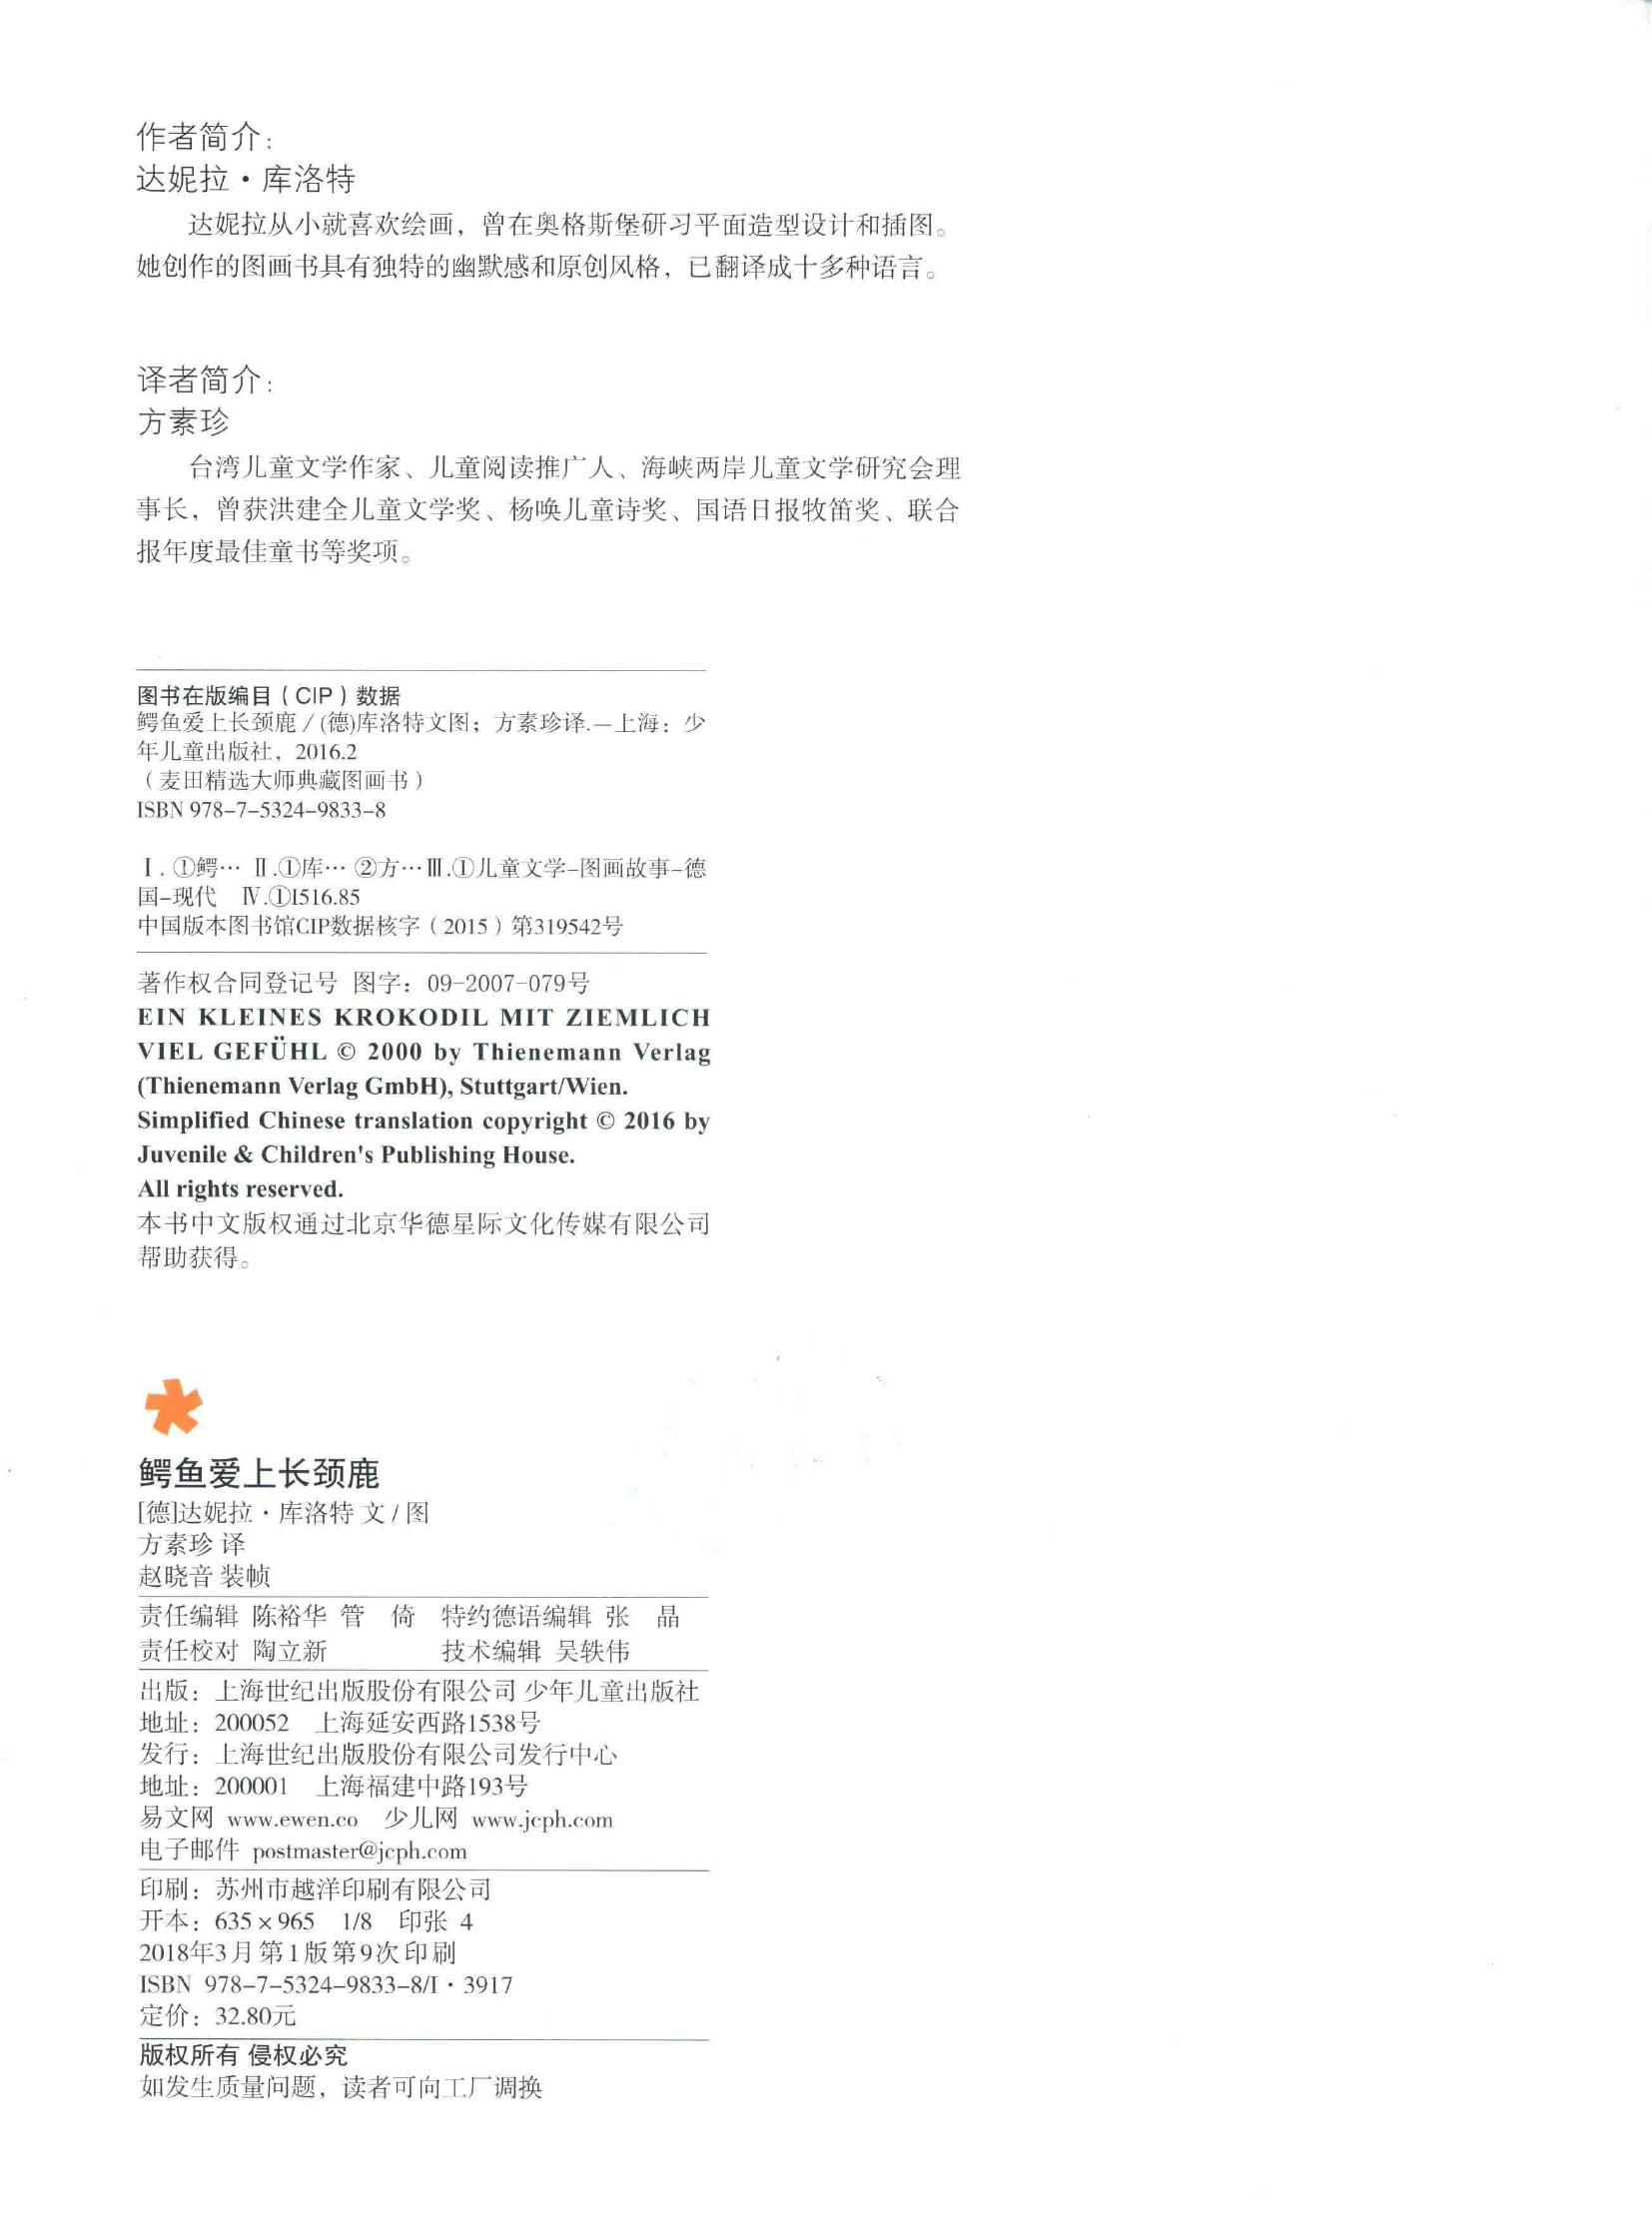 作者简介：
达妮拉·库洛特
达妮拉从小就喜欢绘画，曾在奥格斯堡研习平面造型设计和插图。
她创作的图画书具有独特的幽默感和原创风格，已翻译成十多种语言。
译者简介：
方素珍
台湾儿童文学作家、儿童阅读推广人、海峡两岸儿童文学研究会理
事长，曾获洪建全儿童文学奖、杨唤儿童诗奖、国语日报牧笛奖、联合
报年度最佳童书等奖项。
图书在版编目（CIP）数据
鳄鱼爱上长颈鹿／(德)库洛特文图；方素珍译.—上海：少
年儿童出版社，2016.2
（麦田精选大师典藏图画书）
ISBN 978-7-5324-9833-8
Ⅰ.①鳄… Ⅱ.①库… ②方…Ⅲ.①儿童文学-图画故事-德
国-现代 Ⅳ.①I516.85
中国版本图书馆CIP数据核字（2015）第319542号
著作权合同登记号 图字：09-2007-079号
EIN KLEINES KROKODIL MIT ZIEMLICH
VIEL GEFÜHL © 2000 by Thienemann Verlag
(Thienemann Verlag GmbH), Stuttgart/Wien.
Simplified Chinese translation copyright © 2016 by
Juvenile & Children's Publishing House.
All rights reserved.
本书中文版权通过北京华德星际文化传媒有限公司
帮助获得。
鳄鱼爱上长颈鹿
[德]达妮拉·库洛特 文 / 图
方素珍 译
赵晓音 装帧
责任编辑 陈裕华 管 倚 特约德语编辑 张 晶
责任校对 陶立新 技术编辑 吴轶伟
出版：上海世纪出版股份有限公司 少年儿童出版社
地址：200052 上海延安西路1538号
发行：上海世纪出版股份有限公司发行中心
地址：200001 上海福建中路193号
易文网 www.ewen.co 少儿网 www.jcph.com
电子邮件 postmaster@jcph.com
印刷：苏州市越洋印刷有限公司
开本：635×965 1/8 印张 4
2018年3月第1版第9次印刷
ISBN 978-7-5324-9833-8/I·3917
定价：32.80元
版权所有 侵权必究
如发生质量问题，读者可向工厂调换